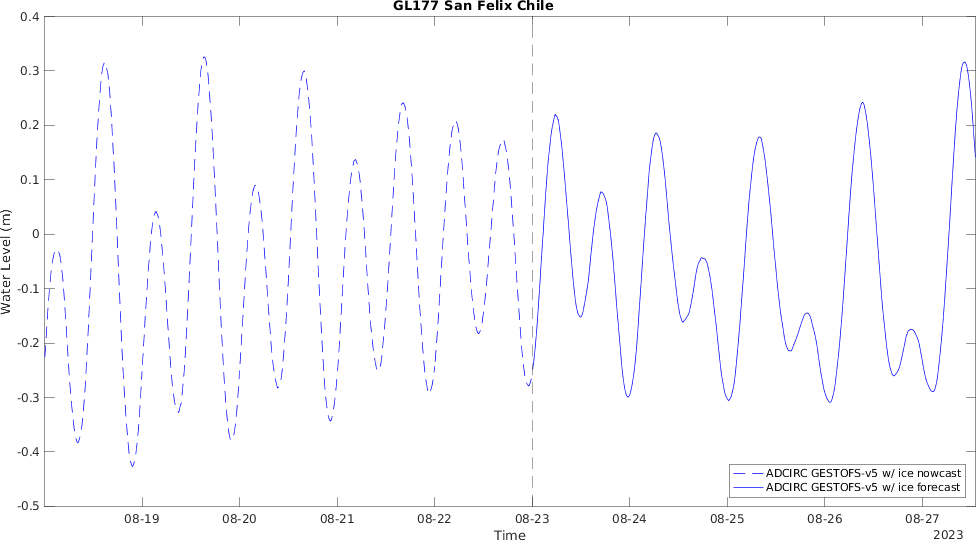 GL177 San Felix Chile
0.4
0.3
0.2
0.1
0
-0.1
-0.2
-0.3
-0.4
-0.5
Water Level (m)
08-19 08-20 08-21 08-22 08-23 08-24 08-25 08-26 08-27
Time
2023
ADCIRC GESTOFS-v5 w/ ice nowcast
ADCIRC GESTOFS-v5 w/ ice forecast